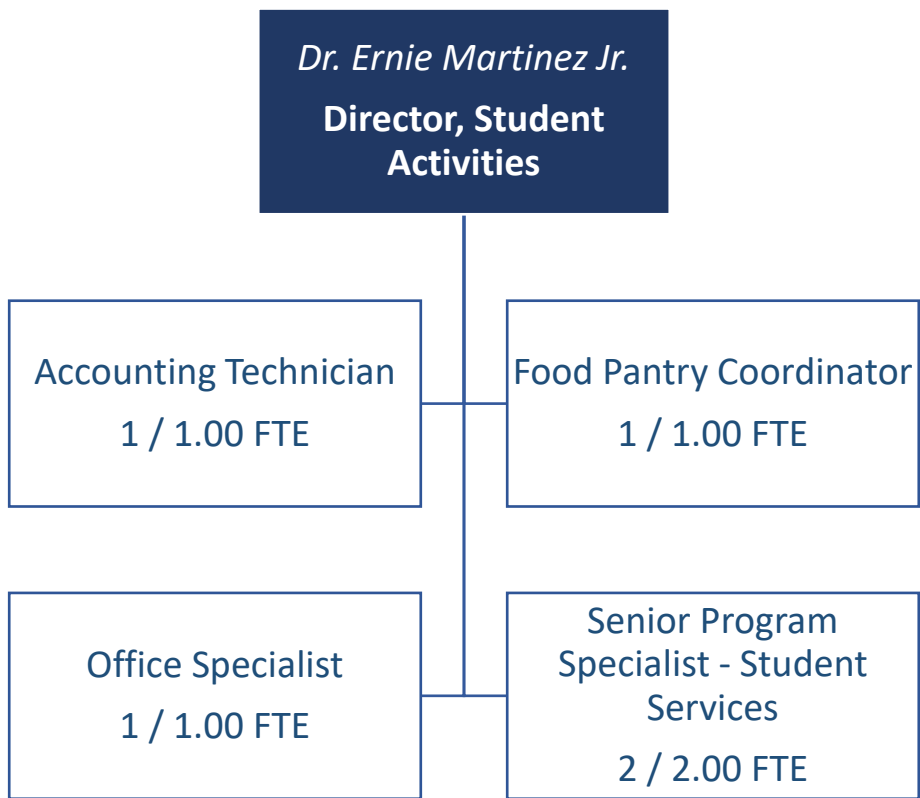 Dr. Ernie Martinez Jr.
Director, Student
Activities
Accounting Technician
1 / 1.00 FTE
Food Pantry Coordinator
1 / 1.00 FTE
Office Specialist
1 / 1.00 FTE
Senior Program
Specialist - Student
Services
2 / 2.00 FTE